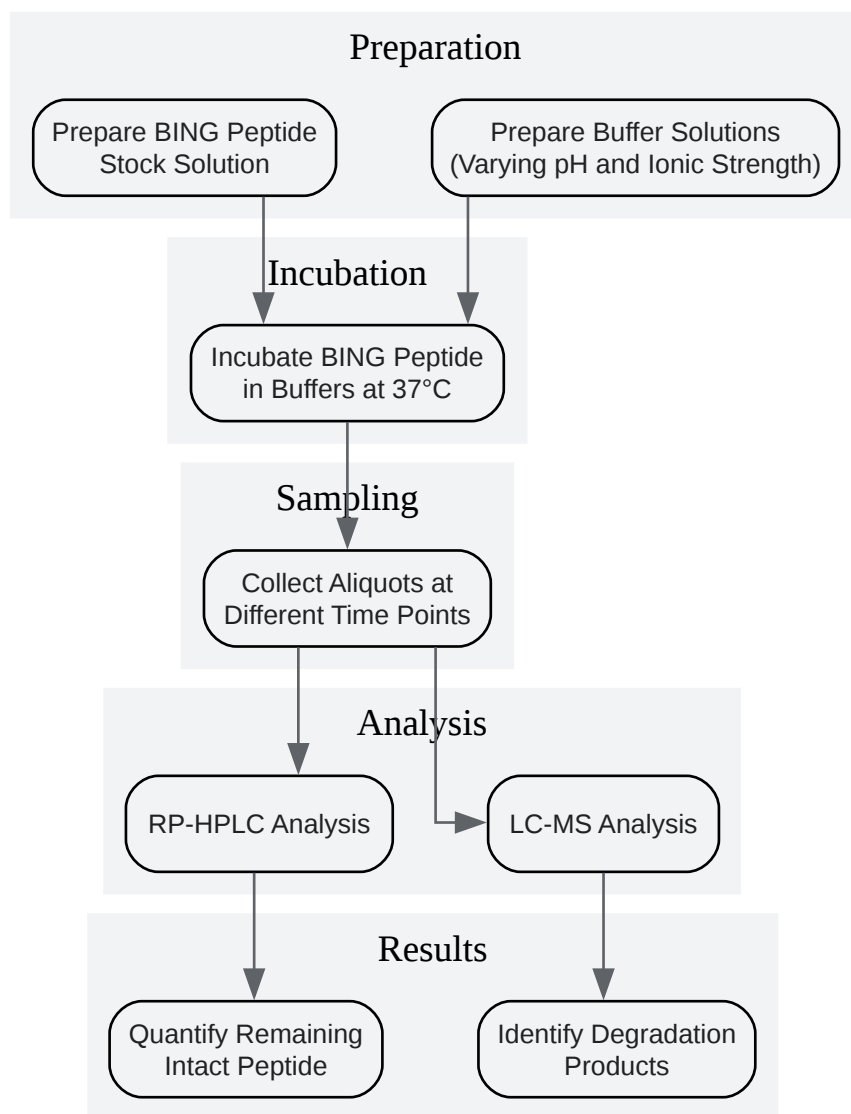 Preparation
Prepare BING Peptide
Stock Solution
Prepare Buffer Solutions
(Varying pH and Ionic Strength)
Incubation
Incubate BING Peptide
in Buffers at 37°C
Sampling
Collect Aliquots at
Different Time Points
Analysis
RP-HPLC Analysis
LC-MS Analysis
Results
Quantify Remaining
Intact Peptide
Identify Degradation
Products